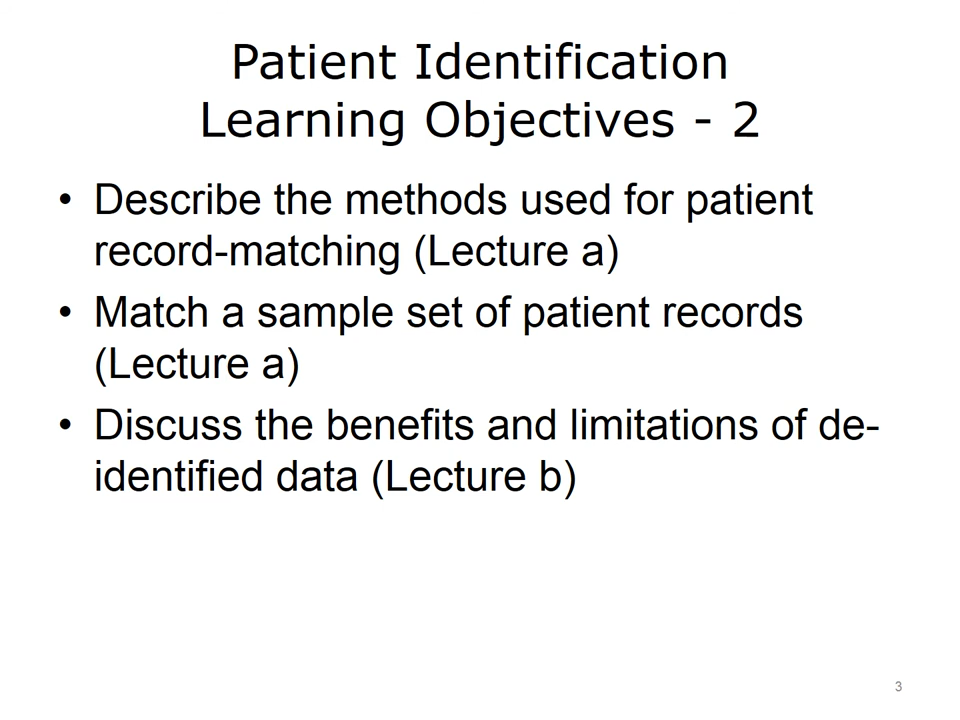 Patient Identification
Learning Objectives - 2
• Describe the methods used for patient
record-matching (Lecture a)
• Match a sample set of patient records
(Lecture a)
• Discuss the benefits and limitations of de-
identified data (Lecture b)
3